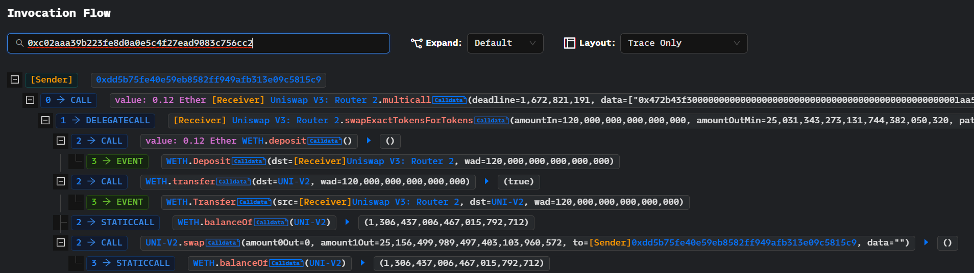 Invocation Flow
0xc02aaa39b223fe8d0a0e5c4f27ead9083c756cc2 Expand: Default Layout: Trace Only
[Sender] 0xdd5b75fe40e59eb8582ff949afb313e09c5815c9
0 → CALL value: 0.12 Ether [Receiver] Uniswap V3: Router 2.multicall Calldata (deadline=1,672,821,191, data=["0x472b43f300000000000000000000000000000000000000000000000001aa5
1 → DELEGATECALL [Receiver] Uniswap V3: Router 2.swapExactTokensForTokens Calldata (amountIn=120,000,000,000,000,000, amountOutMin=25,031,343,273,131,744,382,050,320, pat
2 → CALL value: 0.12 Ether WETH.deposit Calldata () ()
3 → EVENT WETH.Deposit Calldata (dst=[Receiver]Uniswap V3: Router 2, wad=120,000,000,000,000,000)
2 → CALL WETH.transfer Calldata (dst=UNI-V2, wad=120,000,000,000,000,000) (true)
3 → EVENT WETH.Transfer Calldata (src=[Receiver]Uniswap V3: Router 2, dst=UNI-V2, wad=120,000,000,000,000,000)
2 → STATICCALL WETH.balanceOf Calldata (UNI-V2) (1,306,437,006,467,015,792,712)
2 → CALL UNI-V2.swap Calldata (amount0Out=0, amount1Out=25,156,499,989,497,403,103,960,572, to=[Sender]0xdd5b75fe40e59eb8582ff949afb313e09c5815c9, data="") ()
3 → STATICCALL WETH.balanceOf Calldata (UNI-V2) (1,306,437,006,467,015,792,712)